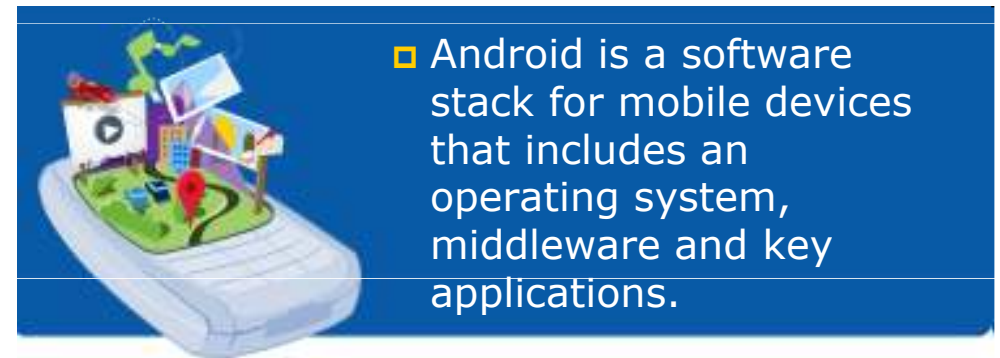 Android is a software
stack for mobile devices
that includes an
operating system,
middleware and key
applications.